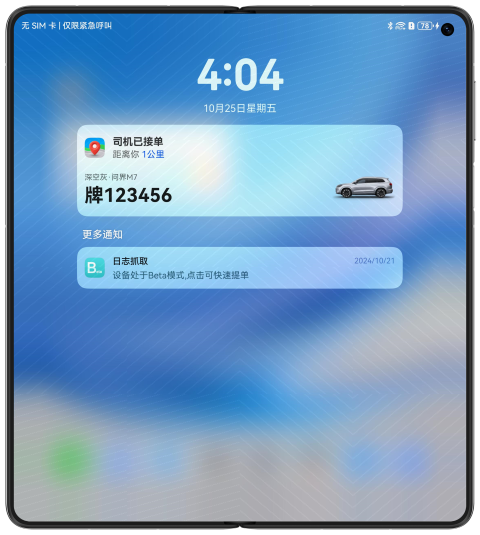 无 SIM 卡 | 仅限紧急呼叫
78
4:04
10月25日星期五
司机已接单
距离你 1公里
深空灰·问界M7
牌123456
更多通知
日志抓取
2024/10/21
设备处于Beta模式,点击可快速提单